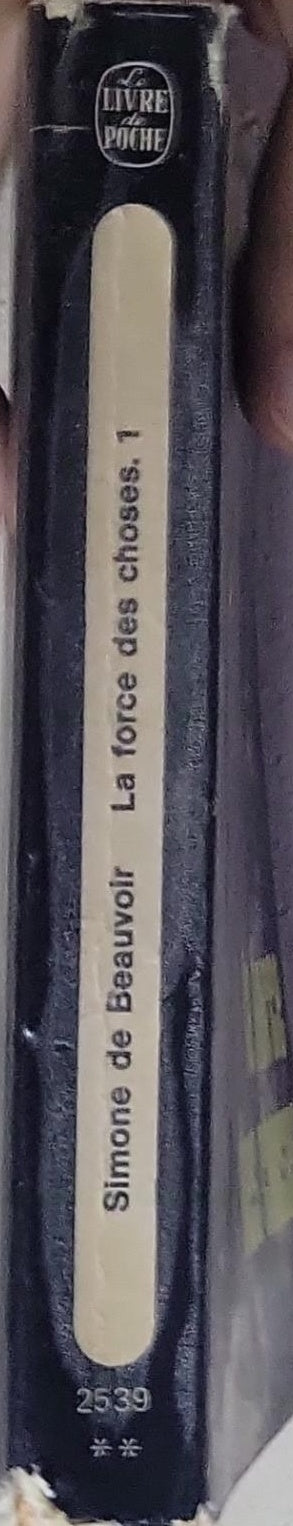 Le
LIVRE
de
POCHE
Simone de Beauvoir La force des choses. 1
2539
**